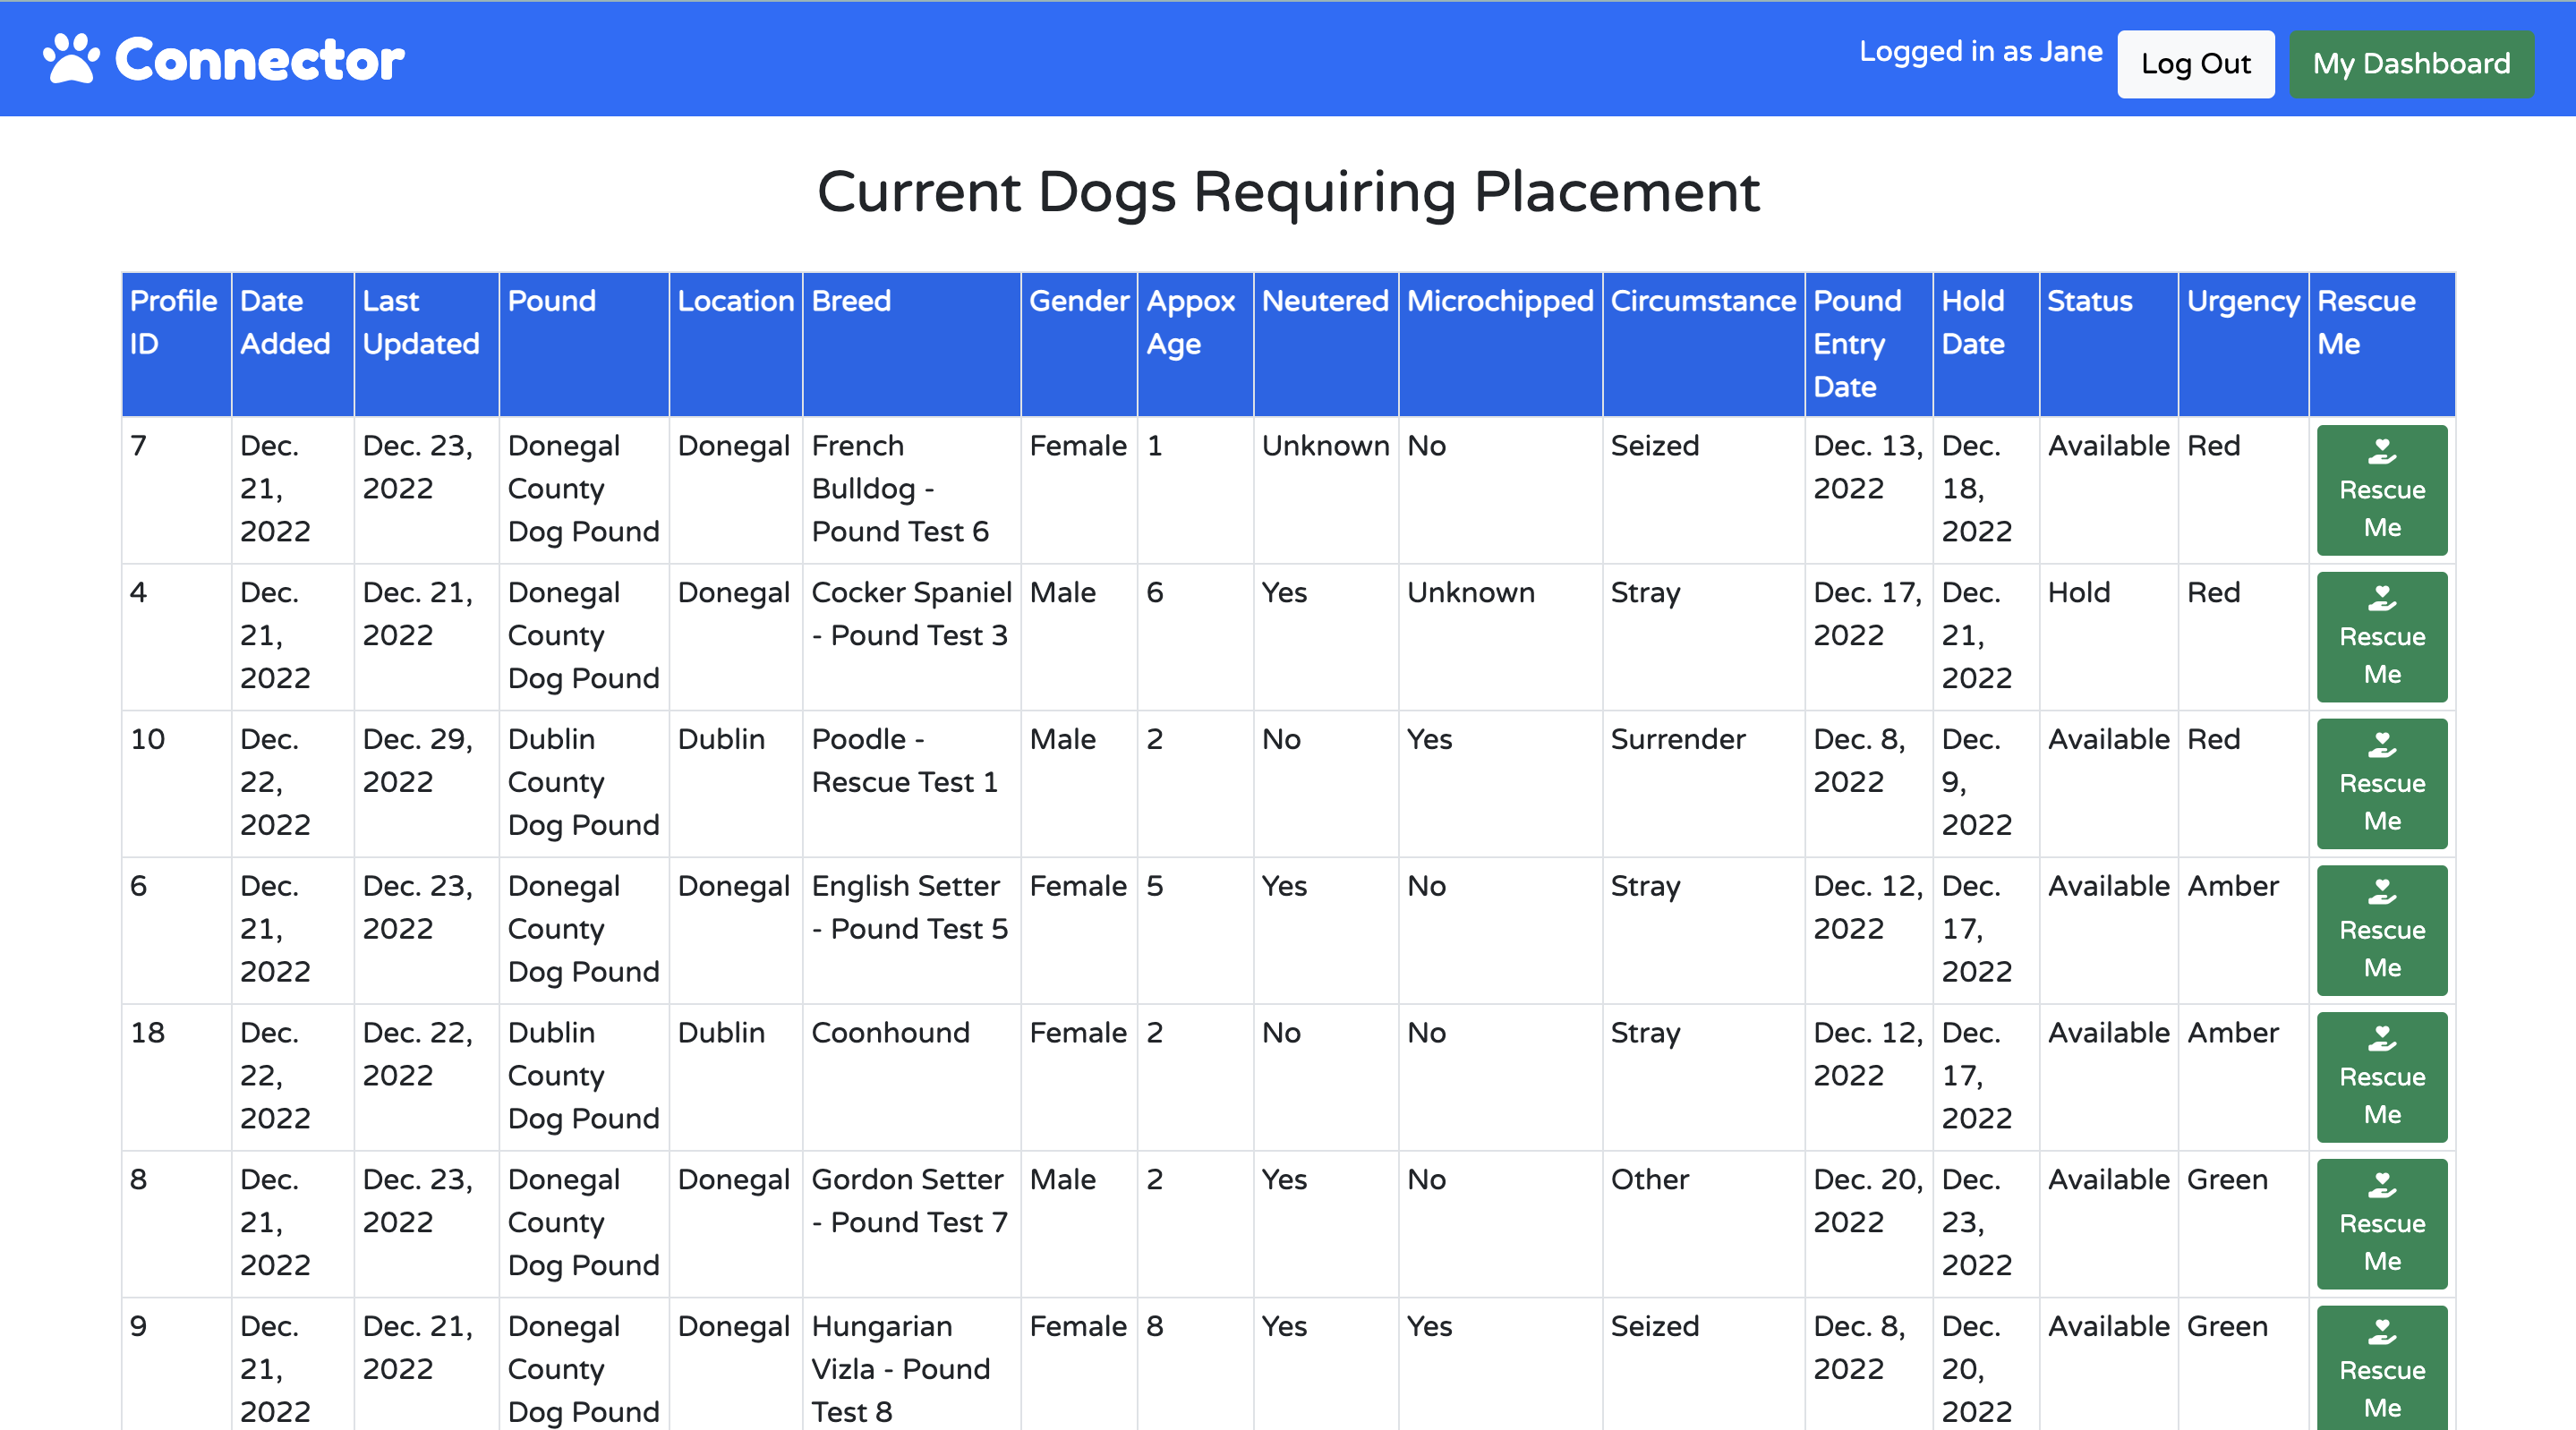 Connector
Logged in as Jane
Log Out
My Dashboard
Current Dogs Requiring Placement
Profile ID Date Added Last Updated Pound Location Breed Gender Appox Age Neutered Microchipped Circumstance Pound Entry Date Hold Date Status Urgency Rescue Me
7 Dec. 21, 2022 Dec. 23, 2022 Donegal County Dog Pound Donegal French Bulldog - Pound Test 6 Female 1 Unknown No Seized Dec. 13, 2022 Dec. 18, 2022 Available Red Rescue Me
4 Dec. 21, 2022 Dec. 21, 2022 Donegal County Dog Pound Donegal Cocker Spaniel - Pound Test 3 Male 6 Yes Unknown Stray Dec. 17, 2022 Dec. 21, 2022 Hold Red Rescue Me
10 Dec. 22, 2022 Dec. 29, 2022 Dublin County Dog Pound Dublin Poodle - Rescue Test 1 Male 2 No Yes Surrender Dec. 8, 2022 Dec. 9, 2022 Available Red Rescue Me
6 Dec. 21, 2022 Dec. 23, 2022 Donegal County Dog Pound Donegal English Setter - Pound Test 5 Female 5 Yes No Stray Dec. 12, 2022 Dec. 17, 2022 Available Amber Rescue Me
18 Dec. 22, 2022 Dec. 22, 2022 Dublin County Dog Pound Dublin Coonhound Female 2 No No Stray Dec. 12, 2022 Dec. 17, 2022 Available Amber Rescue Me
8 Dec. 21, 2022 Dec. 23, 2022 Donegal County Dog Pound Donegal Gordon Setter - Pound Test 7 Male 2 Yes No Other Dec. 20, 2022 Dec. 23, 2022 Available Green Rescue Me
9 Dec. 21, 2022 Dec. 21, 2022 Donegal County Dog Pound Donegal Hungarian Vizla - Pound Test 8 Female 8 Yes Yes Seized Dec. 8, 2022 Dec. 20, 2022 Available Green Rescue Me